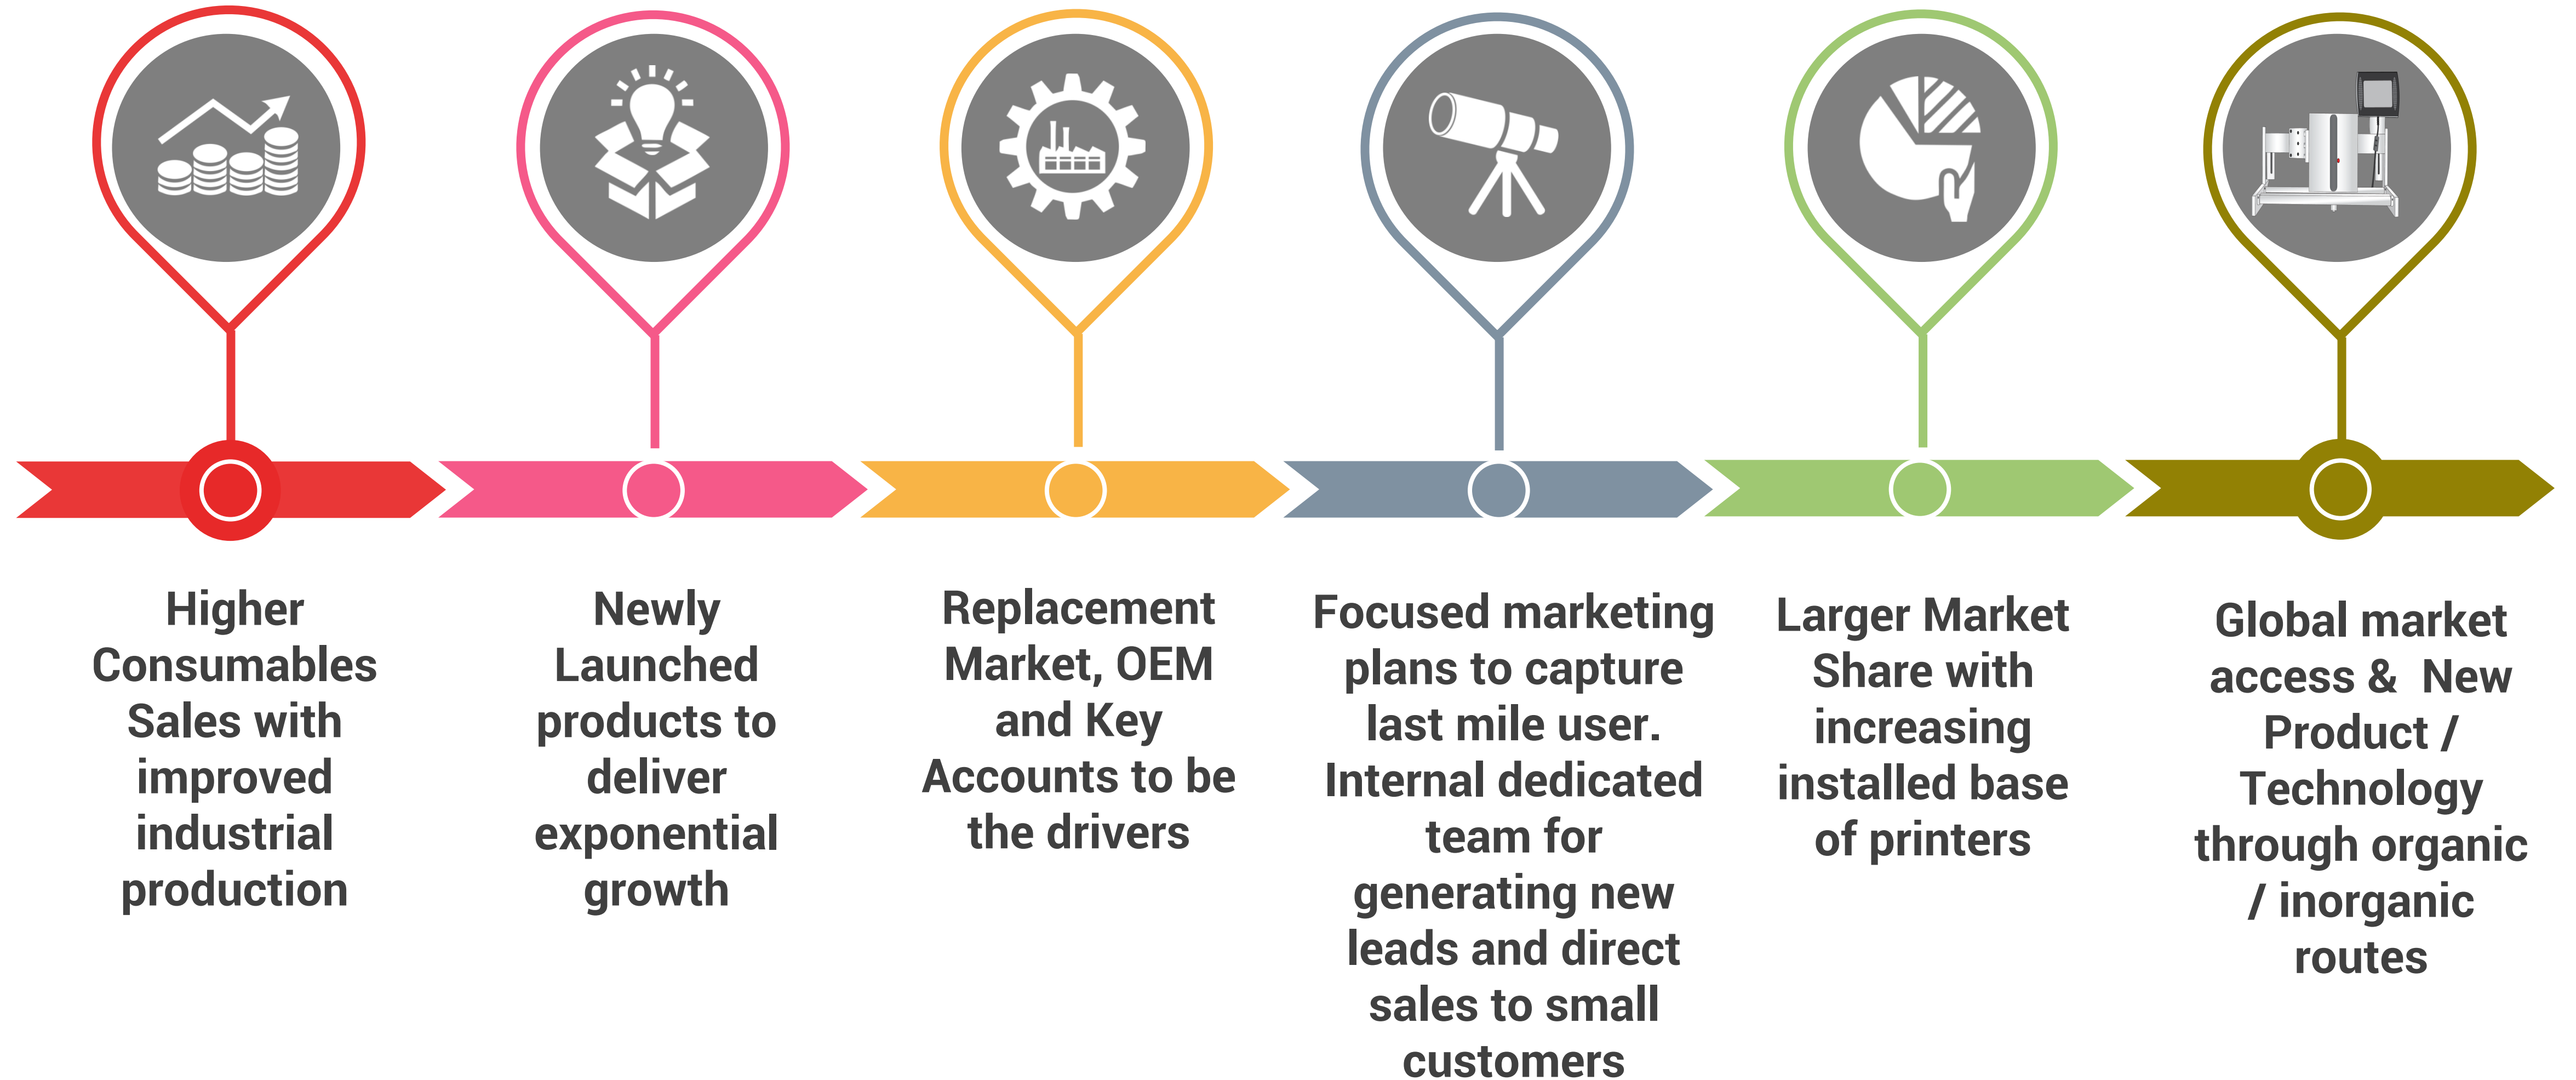 Higher
Consumables
Sales with
improved
industrial
production
Newly
Launched
products to
deliver
exponential
growth
Replacement
Market, OEM
and Key
Accounts to be
the drivers
Focused marketing
plans to capture
last mile user.
Internal dedicated
team for
generating new
leads and direct
sales to small
customers
Larger Market
Share with
increasing
installed base
of printers
Global market
access &  New
Product /
Technology
through organic
/ inorganic
routes